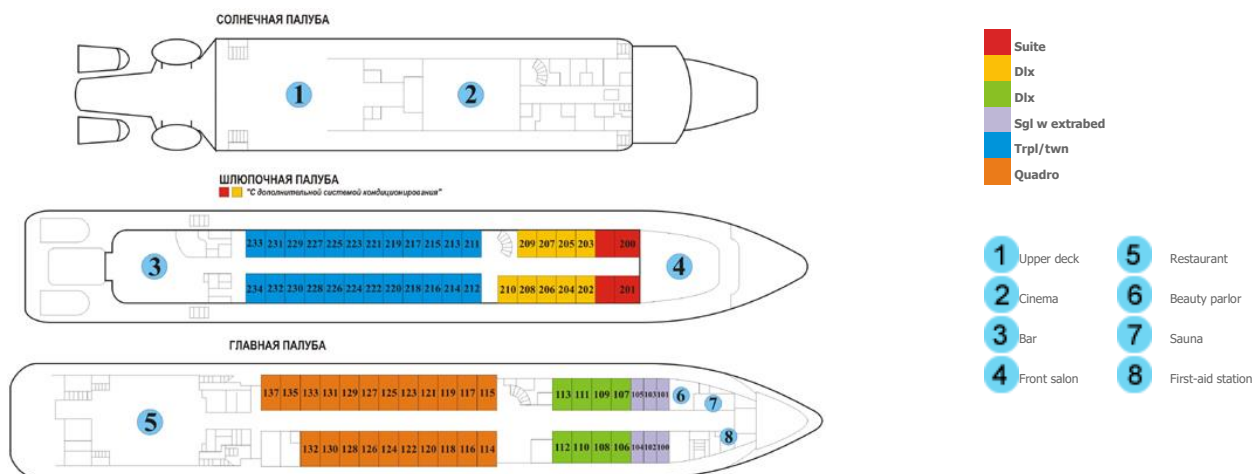 СОЛНЕЧНАЯ ПАЛУБА
1
2
ШЛЮПОЧНАЯ ПАЛУБА
"С дополнительной системой кондиционирования"
233 231 229 227 225 223 221 219 217 215 213 211 209 207 205 203 200
3
4
234 232 230 228 226 224 222 220 218 216 214 212 210 208 206 204 202 201
ГЛАВНАЯ ПАЛУБА
137 135 133 131 129 127 125 123 121 119 117 115 113 111 109 107 105 103 101
6
7
5
8
132 130 128 126 124 122 120 118 116 114 112 110 108 106 104 102 100
Suite
Dlx
Dlx
Sgl w extrabed
Trpl/twn
Quadro
1 Upper deck
2 Cinema
3 Bar
4 Front salon
5 Restaurant
6 Beauty parlor
7 Sauna
8 First-aid station